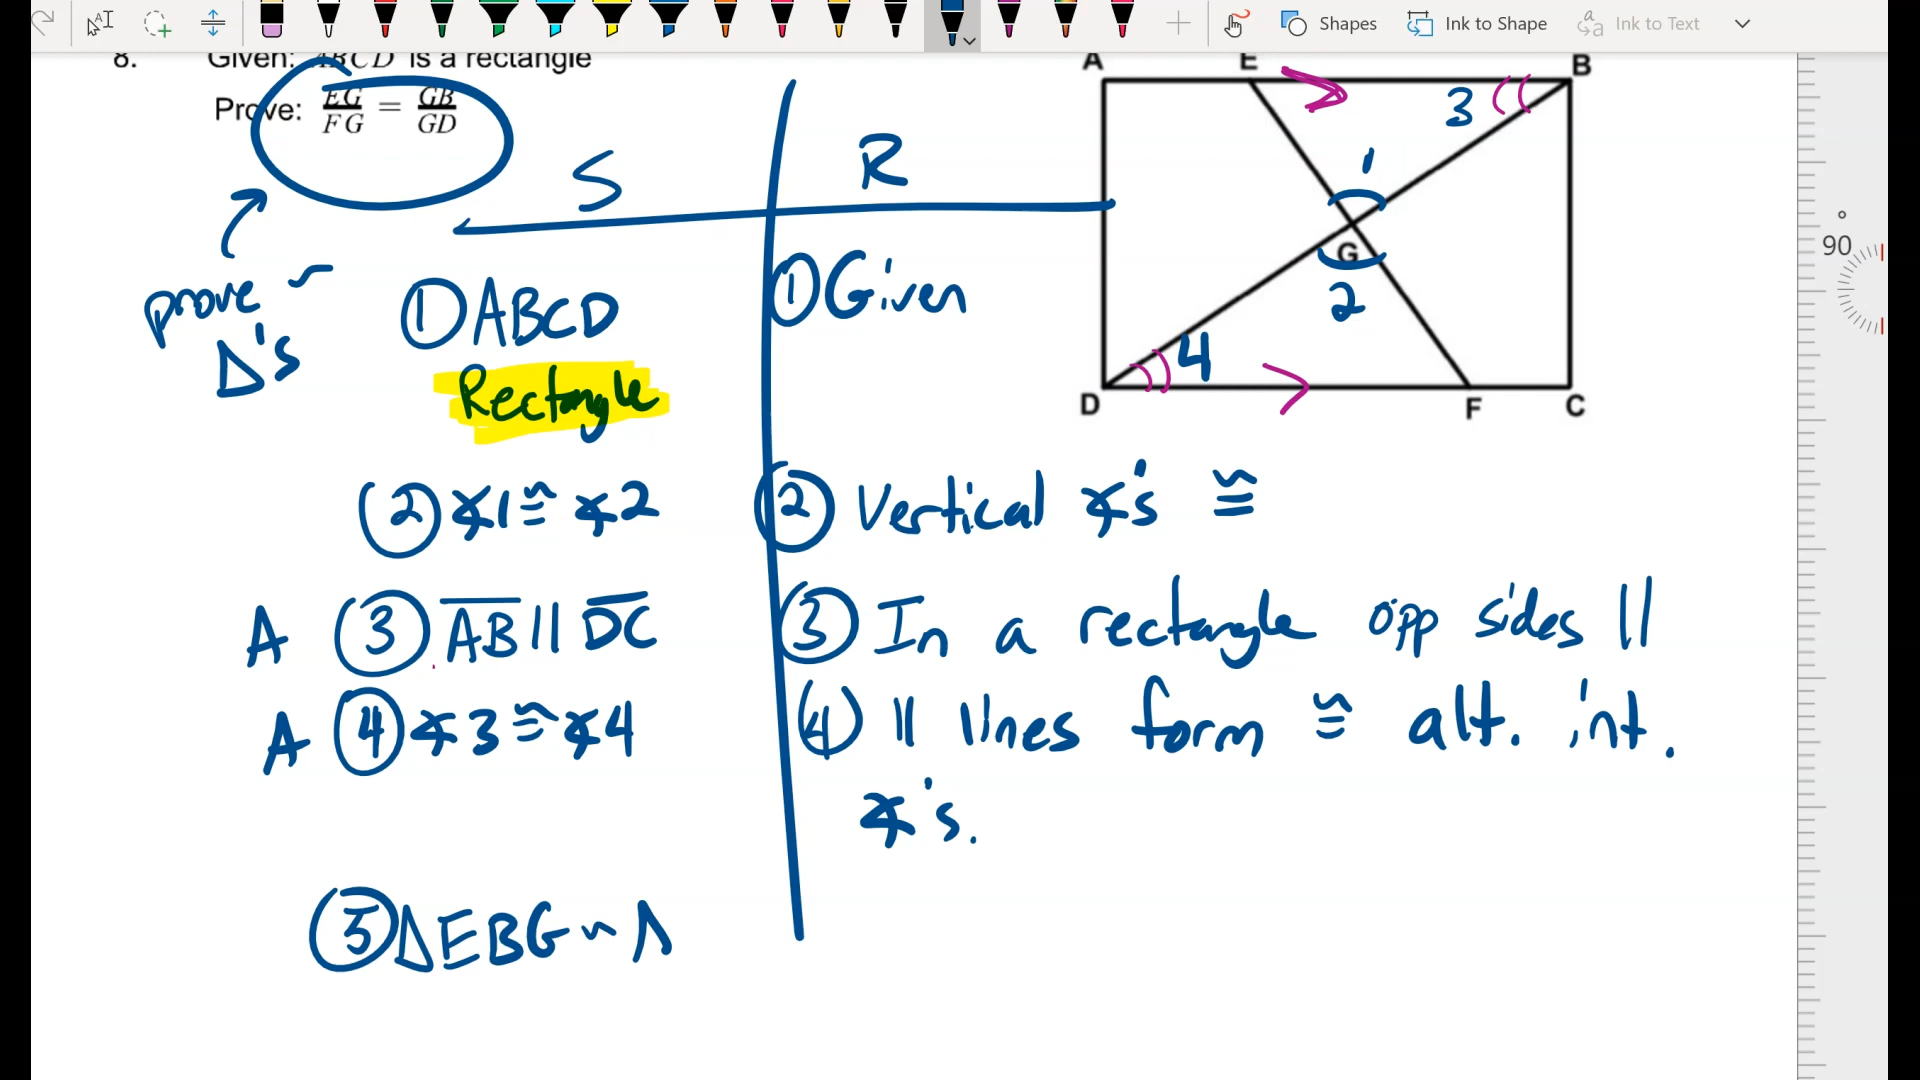 Shapes Ink to Shape Ink to Text
8. Given: ABCD is a rectangle
Prove: EG/FG = GB/GD
S R
prove ~
Δ's
① ABCD ① Given
Rectangle
② ∢1 ≅ ∢2 ② Vertical ∢'s ≅
A ③ AB || DC ③ In a rectangle opp sides ||
A ④ ∢3 ≅ ∢4 ④ || lines form ≅ alt. int.
∢'s.
⑤ ΔEBG ~ Δ
A E B
3
1
G
2
4
D F C
90°